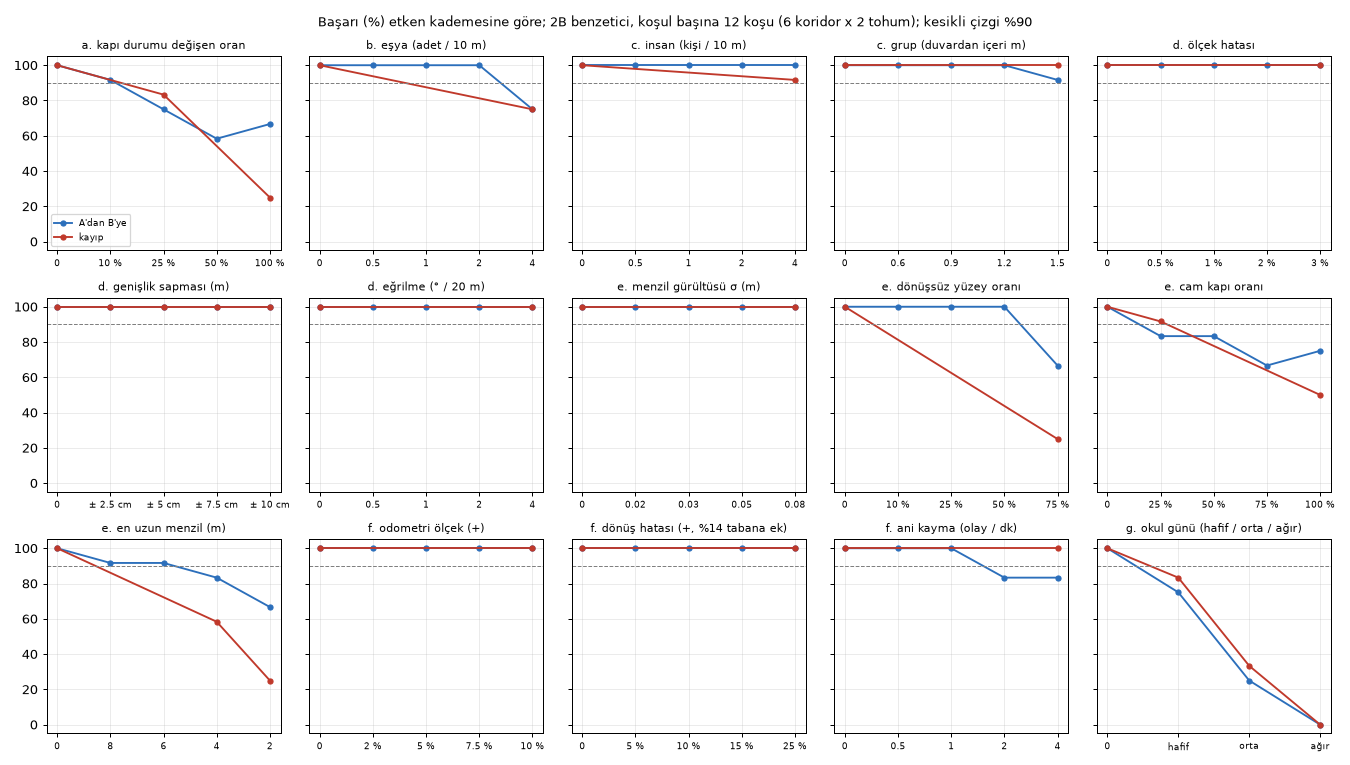 Başarı (%) etken kademesine göre; 2B benzetici, koşul başına 12 koşu (6 koridor x 2 tohum); kesikli çizgi %90
a. kapı durumu değişen oran
b. eşya (adet / 10 m)
c. insan (kişi / 10 m)
c. grup (duvardan içeri m)
d. ölçek hatası
100
80
60
40
20
0
A'dan B'ye
kayıp
0 10 % 25 % 50 % 100 %
0 0.5 1 2 4
0 0.5 1 2 4
0 0.6 0.9 1.2 1.5
0 0.5 % 1 % 2 % 3 %
d. genişlik sapması (m)
d. eğrilme (° / 20 m)
e. menzil gürültüsü σ (m)
e. dönüşsüz yüzey oranı
e. cam kapı oranı
100
80
60
40
20
0
0 ± 2.5 cm ± 5 cm ± 7.5 cm ± 10 cm
0 0.5 1 2 4
0 0.02 0.03 0.05 0.08
0 10 % 25 % 50 % 75 %
0 25 % 50 % 75 % 100 %
e. en uzun menzil (m)
f. odometri ölçek (+)
f. dönüş hatası (+, %14 tabana ek)
f. ani kayma (olay / dk)
g. okul günü (hafif / orta / ağır)
100
80
60
40
20
0
0 8 6 4 2
0 2 % 5 % 7.5 % 10 %
0 5 % 10 % 15 % 25 %
0 0.5 1 2 4
0 hafif orta ağır